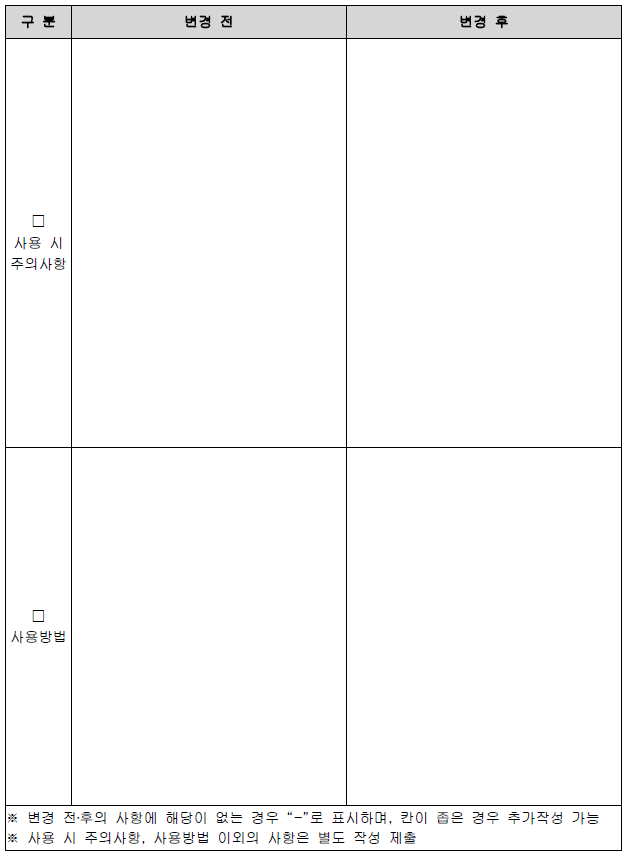 구 분 변경 전 변경 후
□
사용 시
주의사항
□
사용방법
※ 변경 전·후의 사항에 해당이 없는 경우 “-”로 표시하며, 칸이 좁은 경우 추가작성 가능
※ 사용 시 주의사항, 사용방법 이외의 사항은 별도 작성 제출